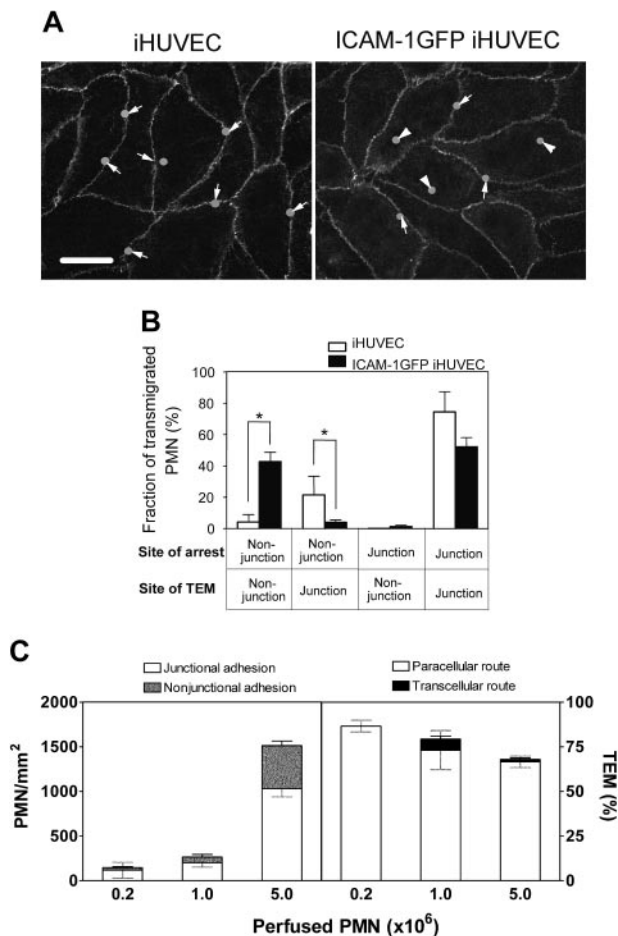 A
iHUVEC
ICAM-1GFP iHUVEC
B
iHUVEC
ICAM-1GFP iHUVEC
Fraction of transmigrated
PMN (%)
100
80
60
40
20
0
*
*
Site of arrest
Non-
junction
Non-
junction
Junction
Junction
Site of TEM
Non-
junction
Junction
Non-
junction
Junction
C
Junctional adhesion
Nonjunctional adhesion
Paracellular route
Transcellular route
PMN/mm²
2000
1500
1000
500
0
100
75
50
25
0
TEM (%)
0.2 1.0 5.0 0.2 1.0 5.0
Perfused PMN (x10⁶)